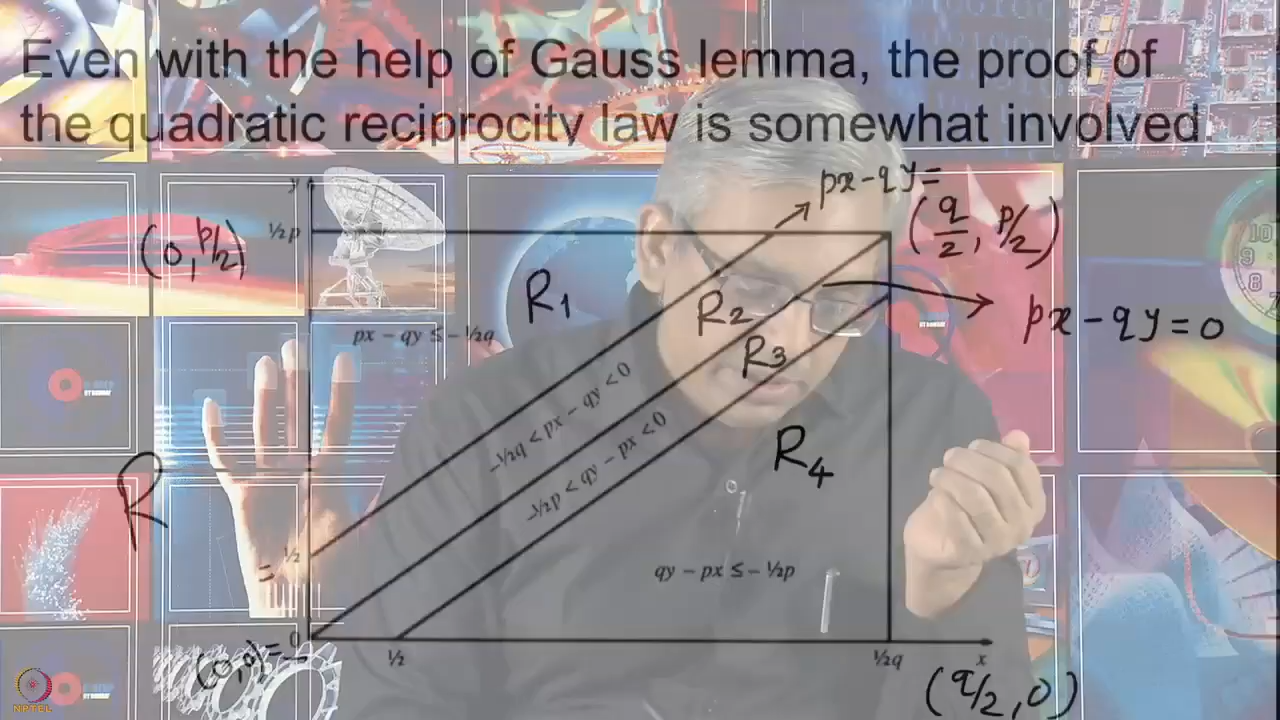 Even with the help of Gauss lemma, the proof of
the quadratic reciprocity law is somewhat involved
px-qy=
y
½p
(0, p/2)
(q/2, p/2)
R1
R2
px-qy=0
px − qy ≤ −½q
R3
−½q < px − qy < 0
−½p < qy − px < 0
R4
R
½
qy − px ≤ −½p
0
½
½q
x
(q/2, 0)
NPTEL